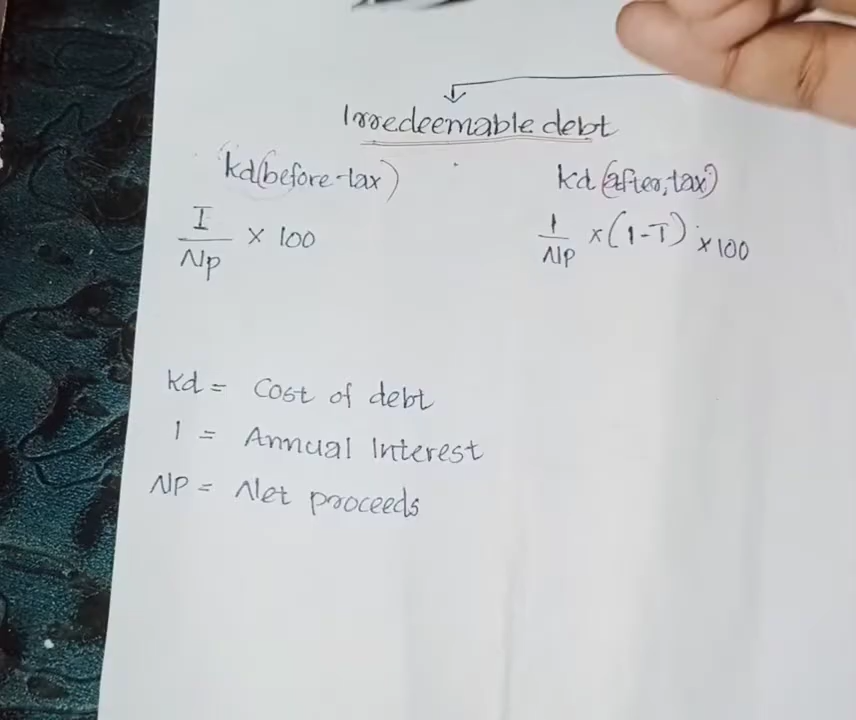 Irredeemable debt
kd(before-tax)
I/Np × 100
kd (after, tax)
I/NP × (1-T) × 100
kd = Cost of debt
I = Annual Interest
NP = Net proceeds